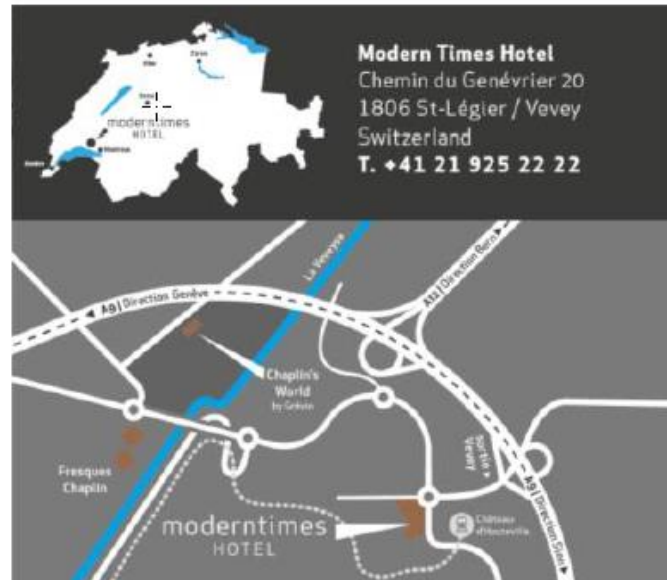 Modern Times Hotel
Chemin du Genévrier 20
1806 St-Légier / Vevey
Switzerland
T. +41 21 925 22 22
moderntimes
HOTEL
La Veveyse
A9 | Direction Genève
A12 | Direction Bern
Chaplin's
World
by Grévin
Fresques
Chaplin
Sortie
Vevey
moderntimes
HOTEL
Château
d'Hauteville
A9 | Direction Sion